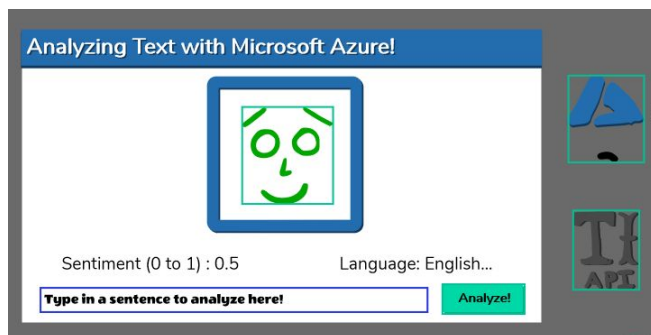 Analyzing Text with Microsoft Azure!
Sentiment (0 to 1) : 0.5
Language: English...
Type in a sentence to analyze here!
Analyze!
API